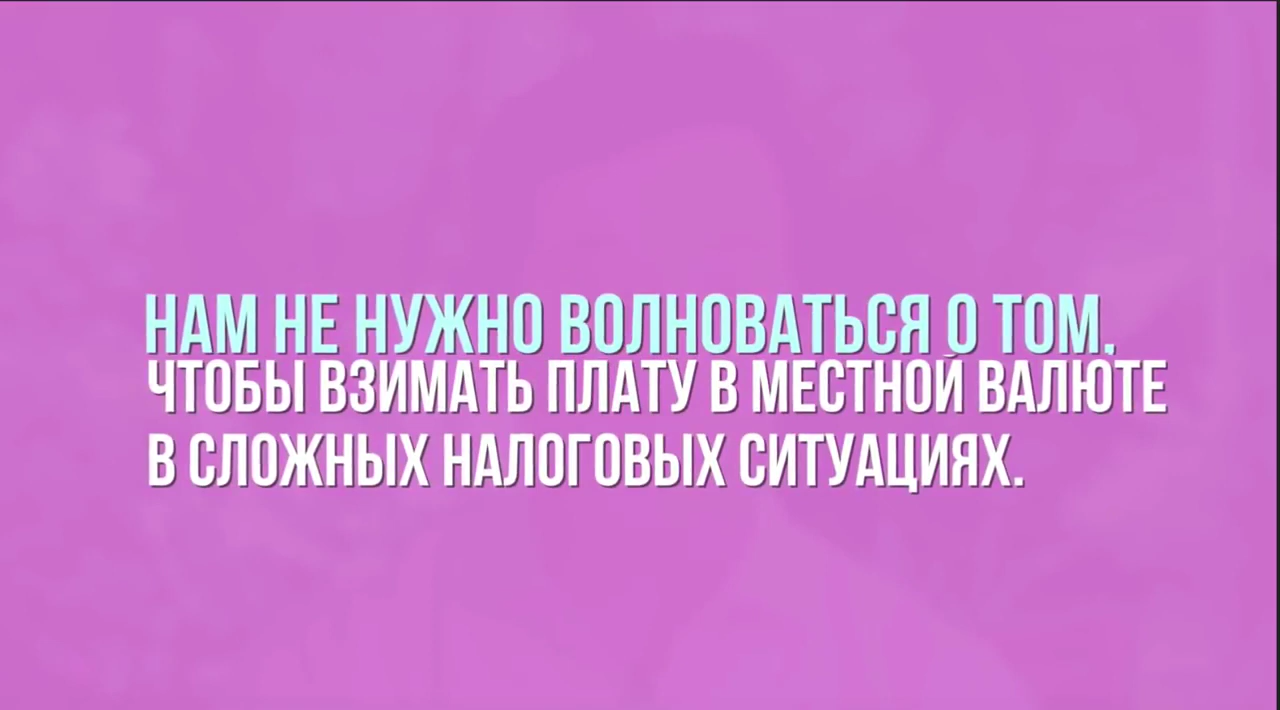 НАМ НЕ НУЖНО ВОЛНОВАТЬСЯ О ТОМ,
ЧТОБЫ ВЗИМАТЬ ПЛАТУ В МЕСТНОЙ ВАЛЮТЕ
В СЛОЖНЫХ НАЛОГОВЫХ СИТУАЦИЯХ.